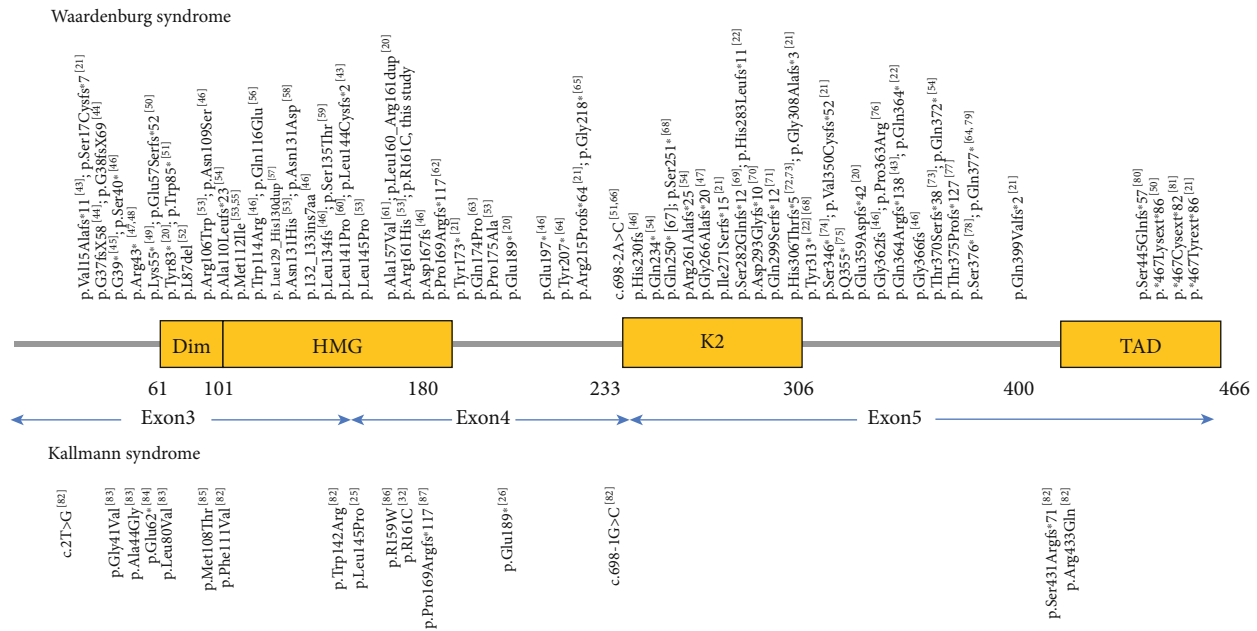 Waardenburg syndrome
p.Val15Alafs*11 [43]; p.Ser17Cysfs*7 [21]
p.G37fsX58 [44]; p.G38fsX69 [44]
p.G39* [45]; p.Ser40* [46]
p.Arg43* [47,48]
p.Lys55* [49]; p.Glu57Serfs*52 [50]
p.Tyr83* [20]; p.Trp85* [51]
p.L87del [52]
p.Arg106Trp [53]; p.Asn109Ser [46]
p.Ala110Leufs*23 [54]
p.Met112Ile [53,55]
p.Trp114Arg [46]; p.Gln116Glu [56]
p. Lue129_His130dup [57]
p.Asn131His [53]; p.Asn131Asp [58]
p.132_133ins7aa [46]
p.Leu134fs [46]; p.Ser135Thr [59]
p.Leu141Pro [60]; p.Leu144Cysfs*2 [43]
p.Leu145Pro [53]
p.Ala157Val [61]; p.Leu160_Arg161dup [20]
p.Arg161His [53]; p.R161C, this study
p.Asp167fs [46]
p.Pro169Argfs*117 [62]
p.Tyr173* [21]
p.Gln174Pro [63]
p.Pro175Ala [53]
p.Glu189* [20]
p.Glu197* [46]
p.Tyr207* [64]
p.Arg215Profs*64 [21]; p.Gly218* [65]
c.698-2A>C [51,66]
p.His230fs [46]
p.Gln234* [54]
p.Gln250* [67]; p.Ser251* [68]
p.Arg261Alafs*25 [54]
p.Gly266Alafs*20 [47]
p.Ile271Serfs*15 [21]
p.Ser282Glnfs*12 [69]; p.His283Leufs*11 [22]
p.Asp293Glyfs*10 [70]
p.Gln299Serfs*12 [71]
p.His306Thrfs*5 [72,73]; p.Gly308Alafs*3 [21]
p.Tyr313* [22] [68]
p.Ser346* [74]; p.Val350Cysfs*52 [21]
p.Q355* [75]
p.Glu359Aspfs*42 [20]
p.Gly362fs [46]; p.Pro363Arg [76]
p.Gln364Argfs*138 [43]; p.Gln364* [22]
p.Gly366fs [46]
p.Thr370Serfs*38 [73]; p.Gln372* [54]
p.Thr375Profs*127 [77]
p.Ser376* [78]; p.Gln377* [64, 79]
p.Gln399Valfs*2 [21]
p.Ser445Glnfs*57 [80]
p.*467Lysext*86 [50]
p.*467Cysext*82 [81]
p.*467Tyrext*86 [21]
Dim HMG K2 TAD
61 101 180 233 306 400 466
Exon3 Exon4 Exon5
Kallmann syndrome
c.2T>G [82]
p.Gly41Val [83]
p.Ala44Gly [83]
p.Glu62* [84]
p.Leu80Val [83]
p.Met108Thr [85]
p.Phe111Val [82]
p.Trp142Arg [82]
p.Leu145Pro [25]
p.R159W [86]
p.R161C [32]
p.Pro169Argfs*117 [87]
p.Glu189* [26]
c.698-1G>C [82]
p.Ser431Argfs*71 [82]
p.Arg433Gln [82]